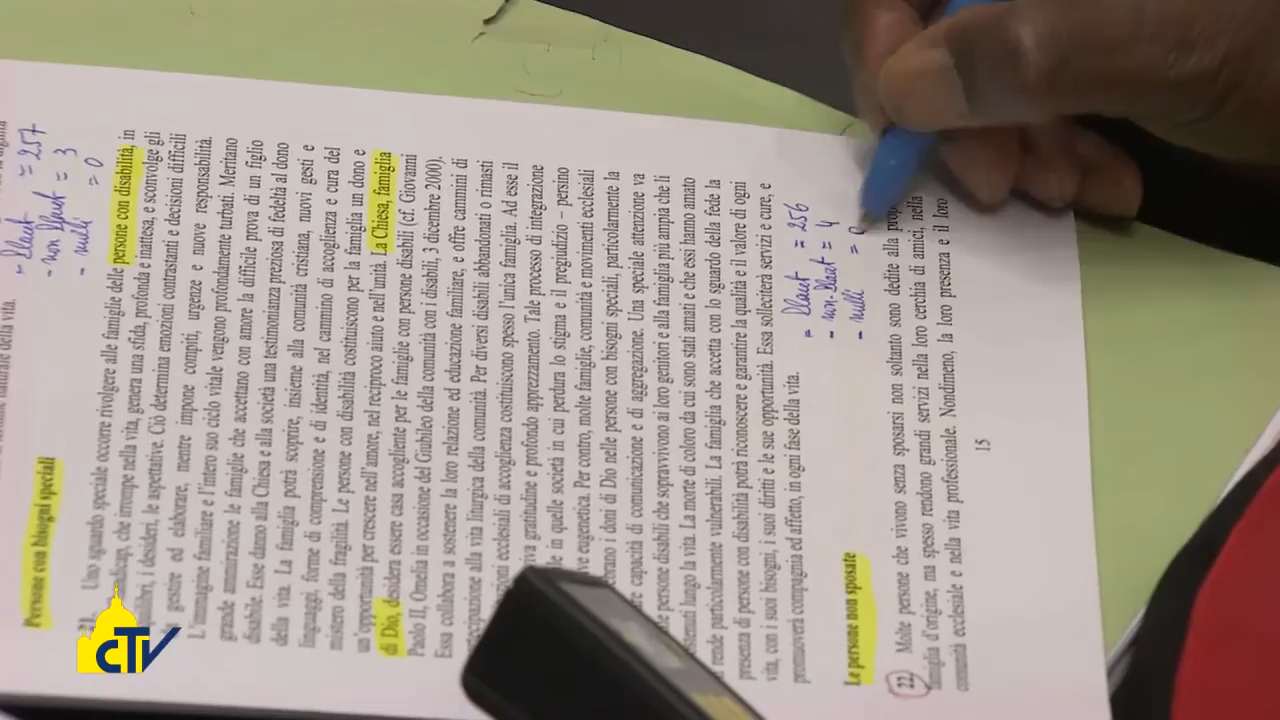 naturale della vita.
- Placet = 257
- non Placet = 3
- nulli = 0
Persone con bisogni speciali
21. Uno sguardo speciale occorre rivolgere alle famiglie delle persone con disabilità, in
che irrompe nella vita, genera una sfida, profonda e inattesa, e sconvolge gli
i desideri, le aspettative. Ciò determina emozioni contrastanti e decisioni difficili
gestire ed elaborare, mentre impone compiti, urgenze e nuove responsabilità.
L'immagine familiare e l'intero suo ciclo vitale vengono profondamente turbati. Meritano
grande ammirazione le famiglie che accettano con amore la difficile prova di un figlio
disabile. Esse danno alla Chiesa e alla società una testimonianza preziosa di fedeltà al dono
della vita. La famiglia potrà scoprire, insieme alla comunità cristiana, nuovi gesti e
linguaggi, forme di comprensione e di identità, nel cammino di accoglienza e cura del
mistero della fragilità. Le persone con disabilità costituiscono per la famiglia un dono e
un'opportunità per crescere nell'amore, nel reciproco aiuto e nell'unità. La Chiesa, famiglia
di Dio, desidera essere casa accogliente per le famiglie con persone disabili (cf. Giovanni
Paolo II, Omelia in occasione del Giubileo della comunità con i disabili, 3 dicembre 2000).
Essa collabora a sostenere la loro relazione ed educazione familiare, e offre cammini di
partecipazione alla vita liturgica della comunità. Per diversi disabili abbandonati o rimasti
ecclesiali di accoglienza costituiscono spesso l'unica famiglia. Ad esse il
viva gratitudine e profondo apprezzamento. Tale processo di integrazione
in quelle società in cui perdura lo stigma e il pregiudizio – persino
eugenetica. Per contro, molte famiglie, comunità e movimenti ecclesiali
i doni di Dio nelle persone con bisogni speciali, particolarmente la
capacità di comunicazione e di aggregazione. Una speciale attenzione va
persone disabili che sopravvivono ai loro genitori e alla famiglia più ampia che li
lungo la vita. La morte di coloro da cui sono stati amati e che essi hanno amato
rende particolarmente vulnerabili. La famiglia che accetta con lo sguardo della fede la
presenza di persone con disabilità potrà riconoscere e garantire la qualità e il valore di ogni
vita, con i suoi bisogni, i suoi diritti e le sue opportunità. Essa solleciterà servizi e cure, e
promuoverà compagnia ed affetto, in ogni fase della vita.
= Placet = 256
- non-Placet = 4
- nulli = 0
Le persone non sposate
22. Molte persone che vivono senza sposarsi non soltanto sono dedite alla
famiglia d'origine, ma spesso rendono grandi servizi nella loro cerchia di amici, nella
comunità ecclesiale e nella vita professionale. Nondimeno, la loro presenza e il loro
15
CTV